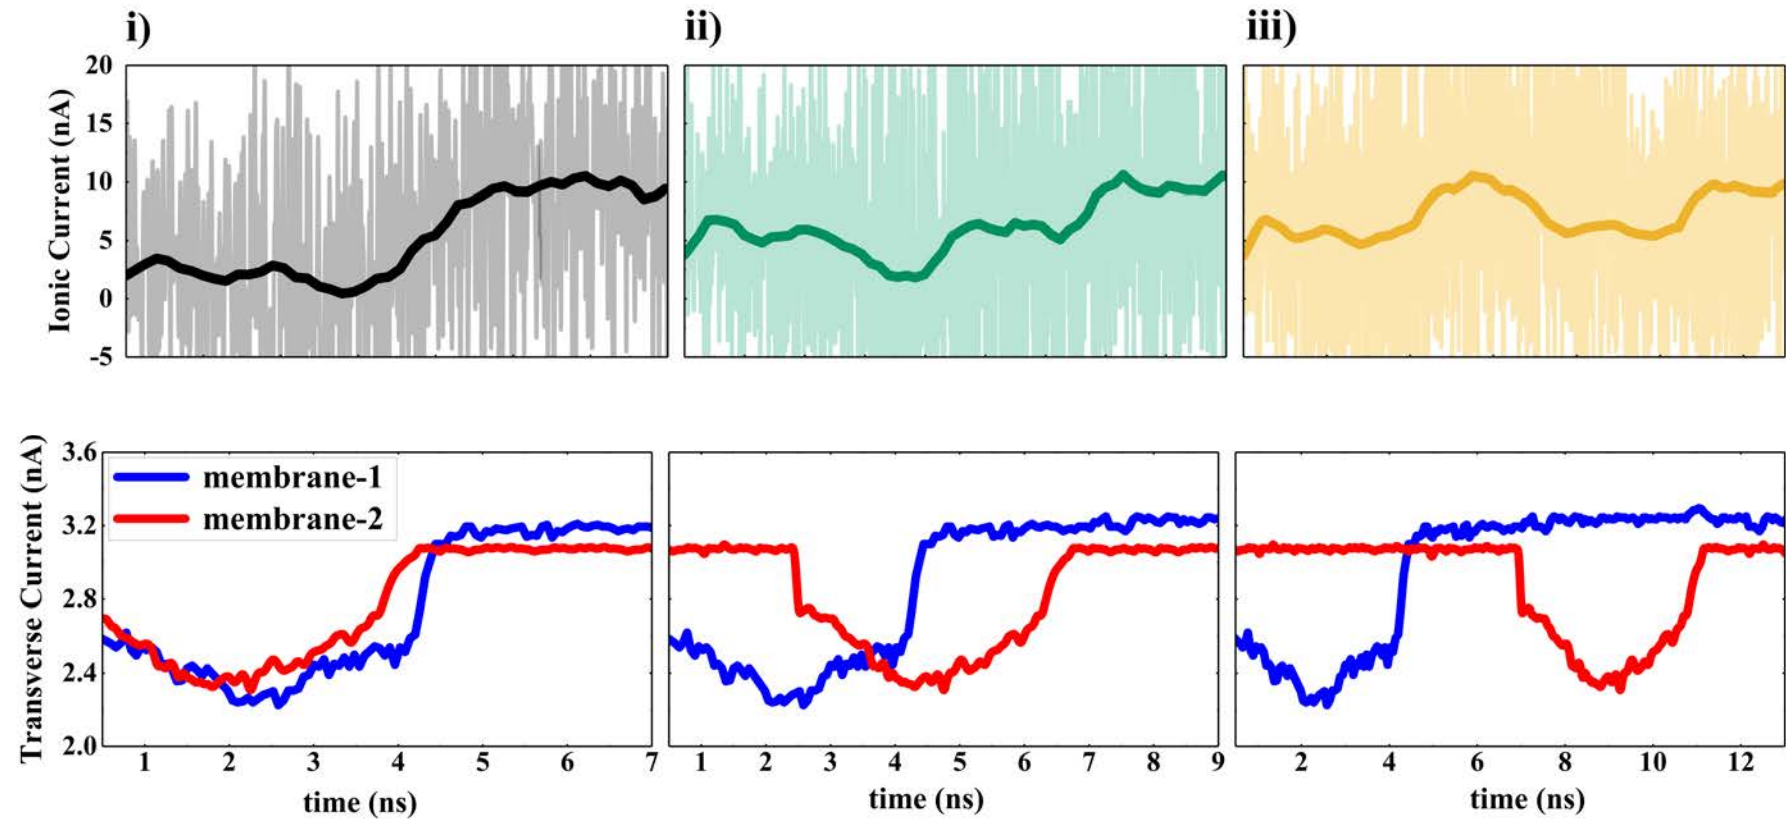 i)
ii)
iii)
Ionic Current (nA)
20
15
10
5
0
-5
Transverse Current (nA)
3.6
3.2
2.8
2.4
2.0
membrane-1
membrane-2
1 2 3 4 5 6 7
1 2 3 4 5 6 7 8 9
2 4 6 8 10 12
time (ns)
time (ns)
time (ns)